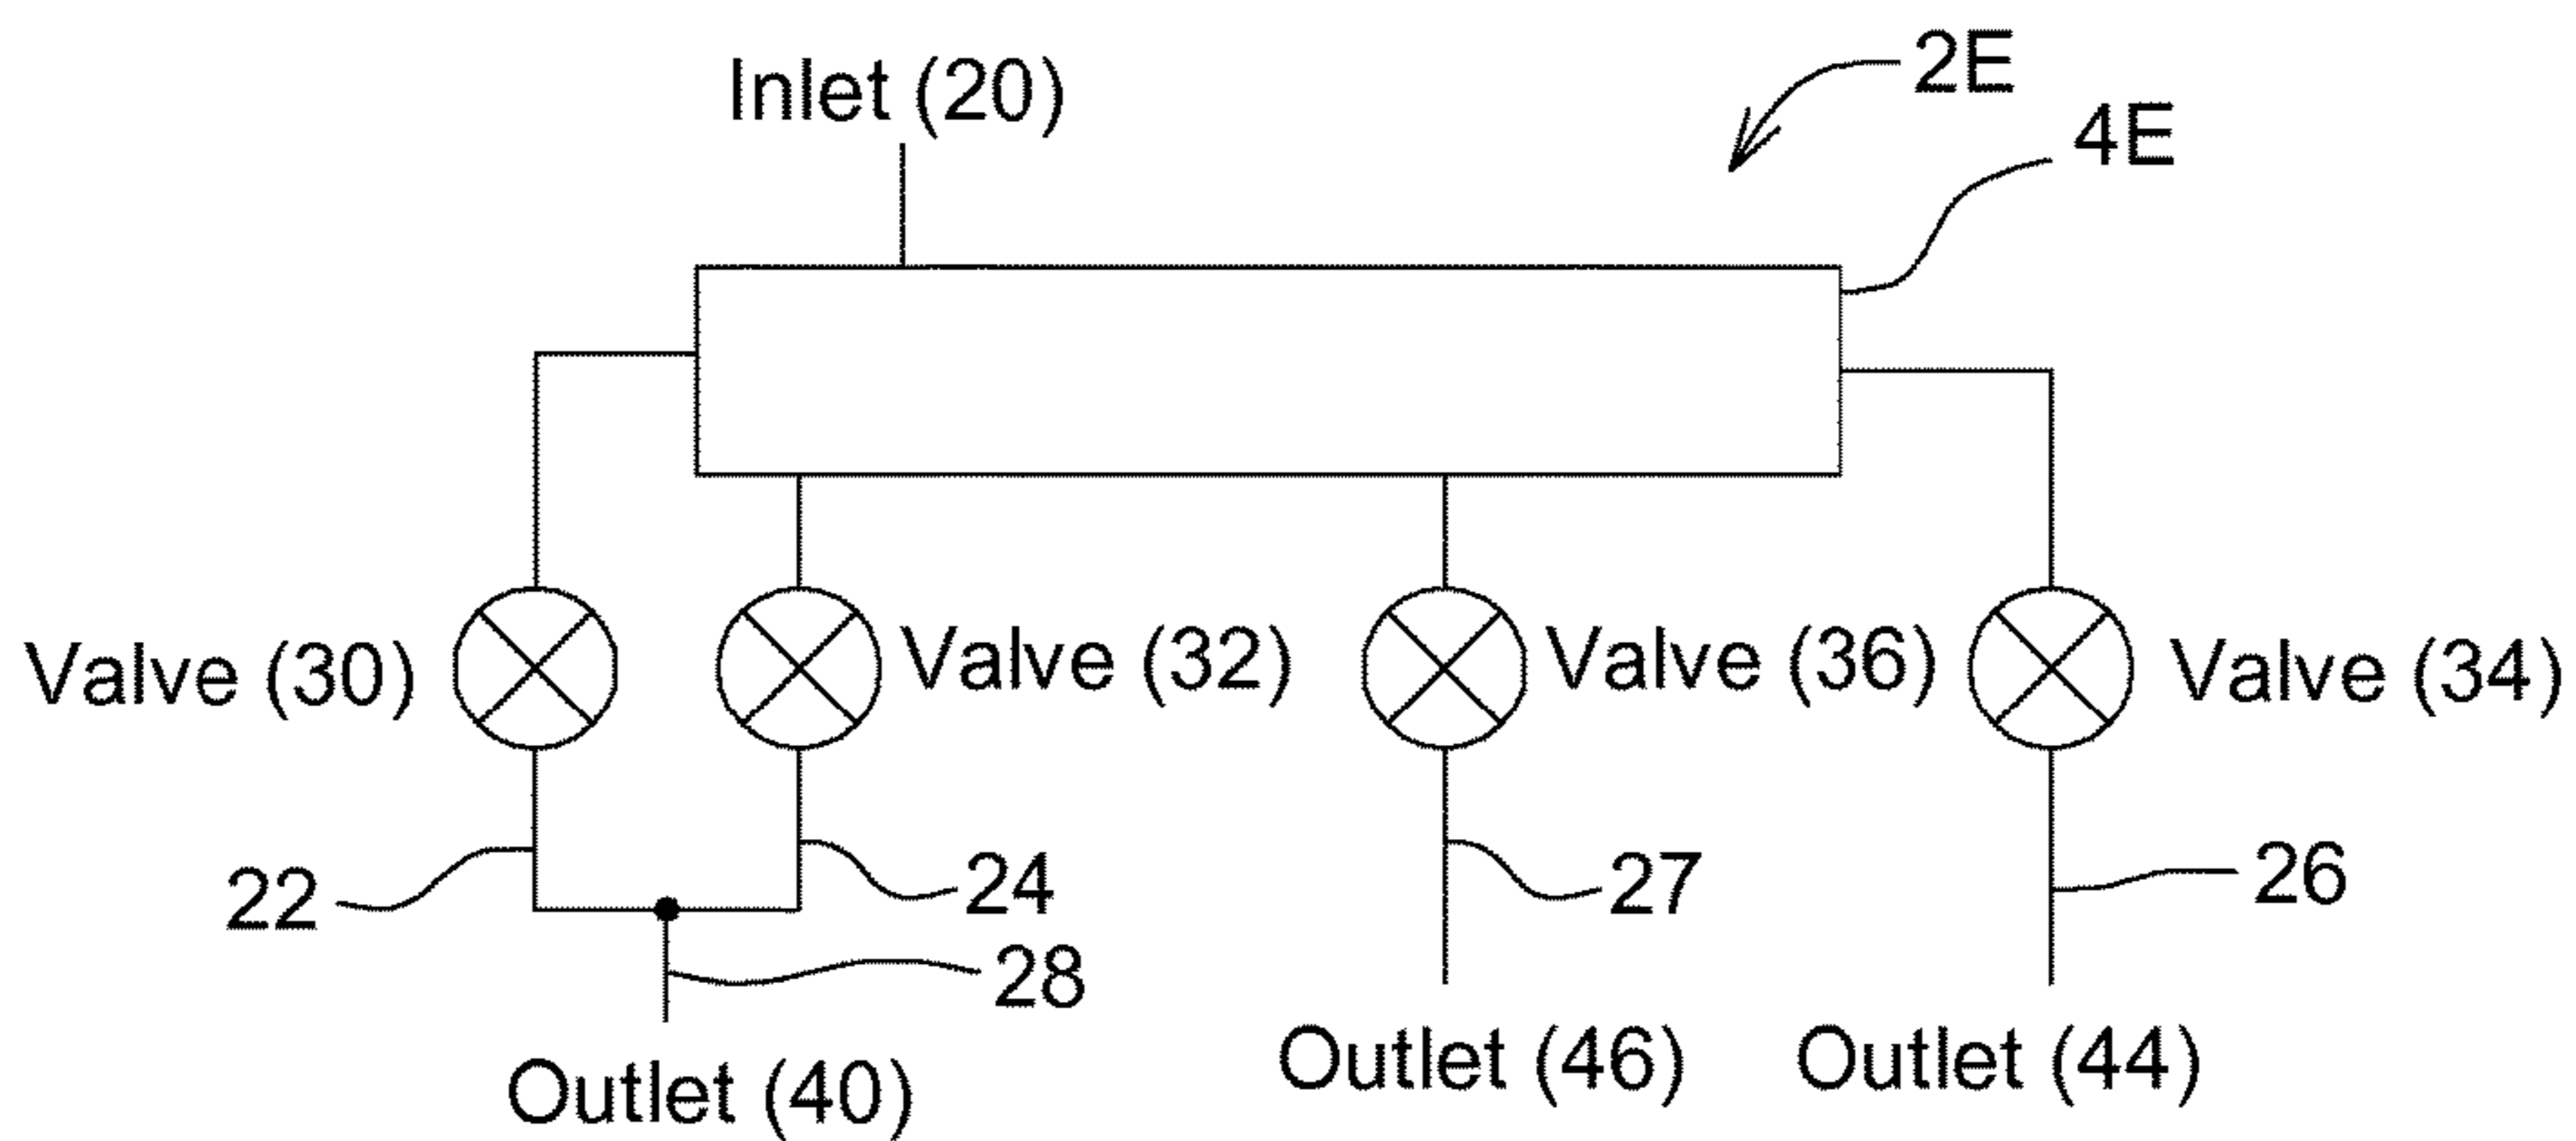 Inlet (20)
2E
4E
Valve (30)
Valve (32)
Valve (36)
Valve (34)
22
24
27
26
28
Outlet (40)
Outlet (46)
Outlet (44)